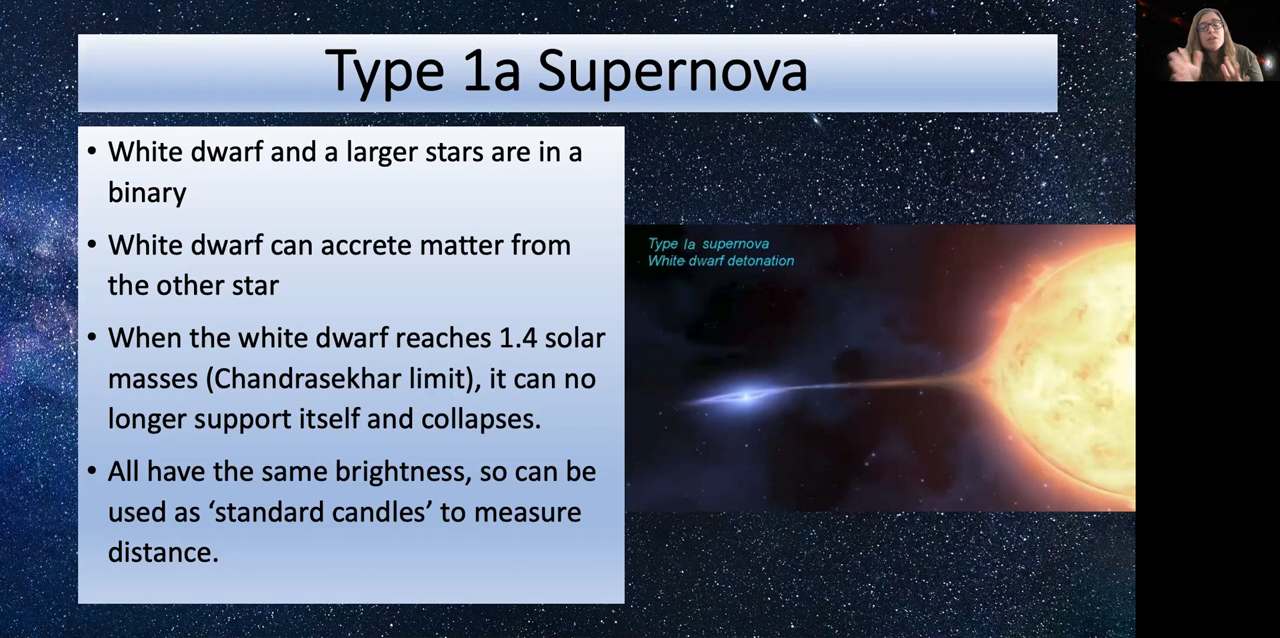 Type 1a Supernova
• White dwarf and a larger stars are in a
binary
• White dwarf can accrete matter from
the other star
• When the white dwarf reaches 1.4 solar
masses (Chandrasekhar limit), it can no
longer support itself and collapses.
• All have the same brightness, so can be
used as ‘standard candles’ to measure
distance.
Type Ia supernova
White dwarf detonation